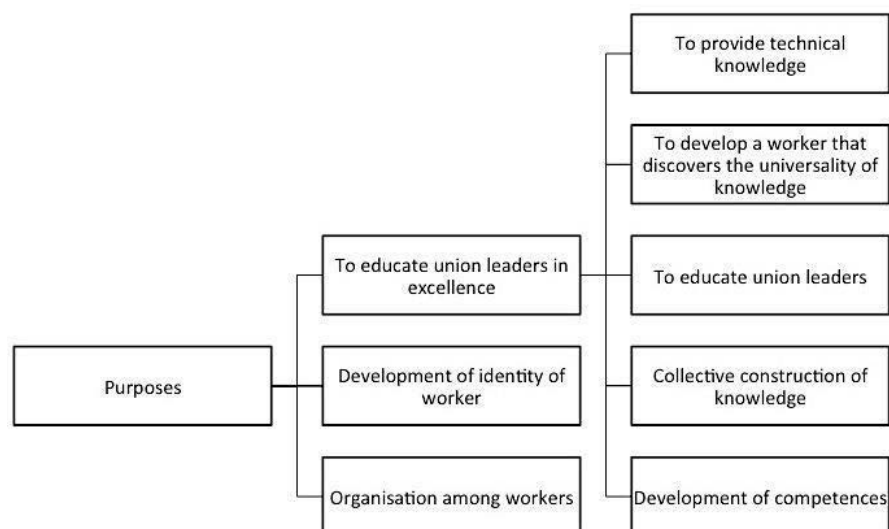 To provide technical
knowledge
To develop a worker that
discovers the universality of
knowledge
To educate union leaders in
excellence
To educate union leaders
Purposes
Development of identity of
worker
Collective construction of
knowledge
Organisation among workers
Development of competences